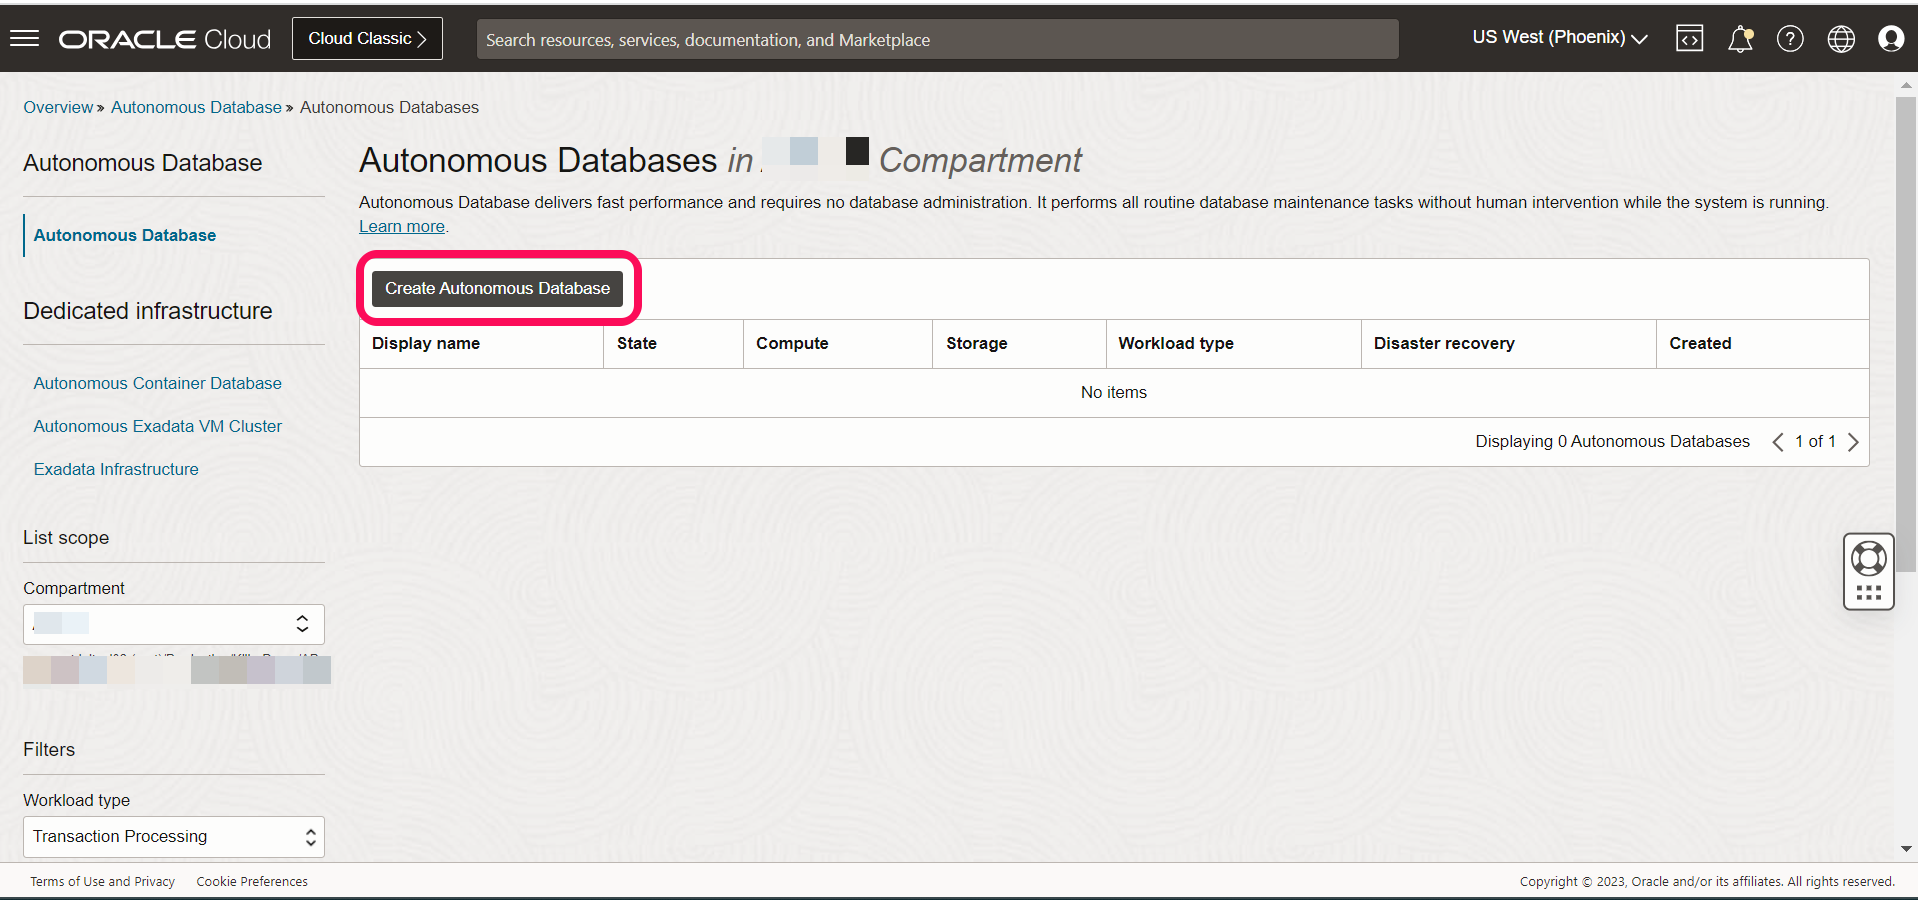 ORACLE Cloud
Cloud Classic
Search resources, services, documentation, and Marketplace
US West (Phoenix)
Overview » Autonomous Database » Autonomous Databases
Autonomous Database
Autonomous Database
Dedicated infrastructure
Autonomous Container Database
Autonomous Exadata VM Cluster
Exadata Infrastructure
List scope
Compartment
Filters
Workload type
Transaction Processing
Autonomous Databases in Compartment
Autonomous Database delivers fast performance and requires no database administration. It performs all routine database maintenance tasks without human intervention while the system is running.
Learn more.
Create Autonomous Database
Display name State Compute Storage Workload type Disaster recovery Created
No items
Displaying 0 Autonomous Databases 1 of 1
Terms of Use and Privacy Cookie Preferences
Copyright © 2023, Oracle and/or its affiliates. All rights reserved.